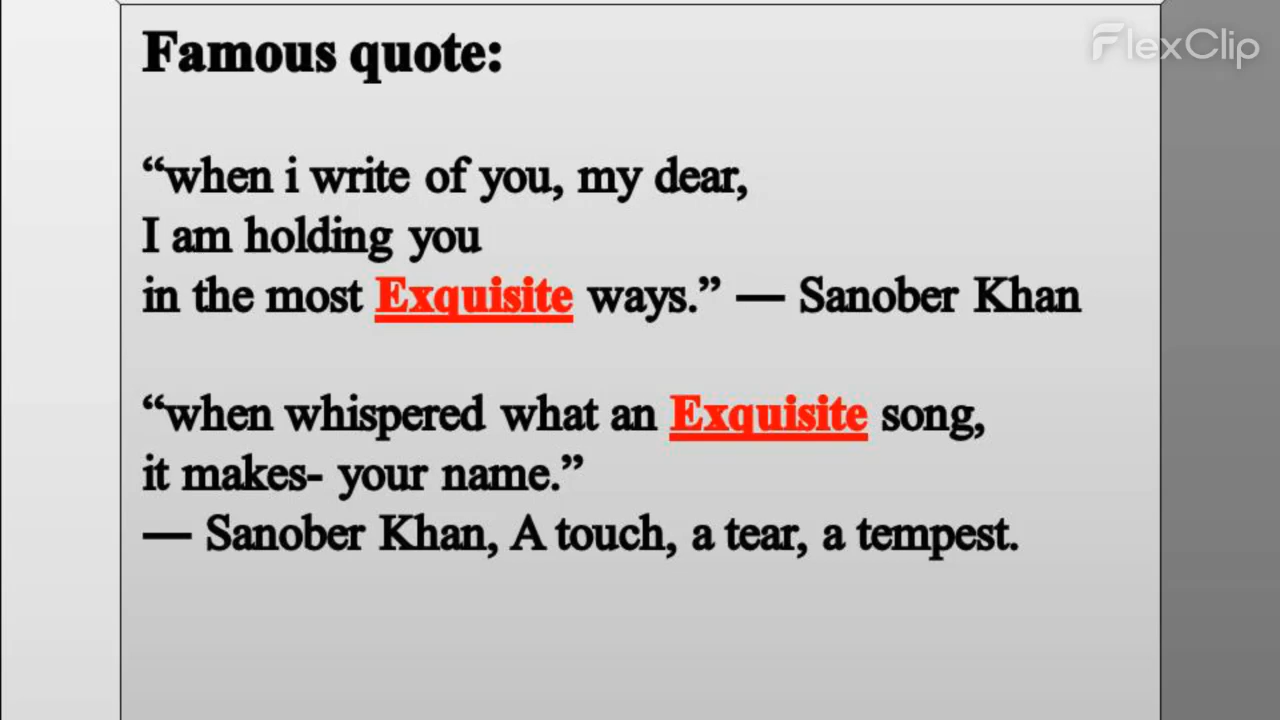 FlexClip
Famous quote:
“when i write of you, my dear,
I am holding you
in the most Exquisite ways.” — Sanober Khan
“when whispered what an Exquisite song,
it makes- your name.”
— Sanober Khan, A touch, a tear, a tempest.